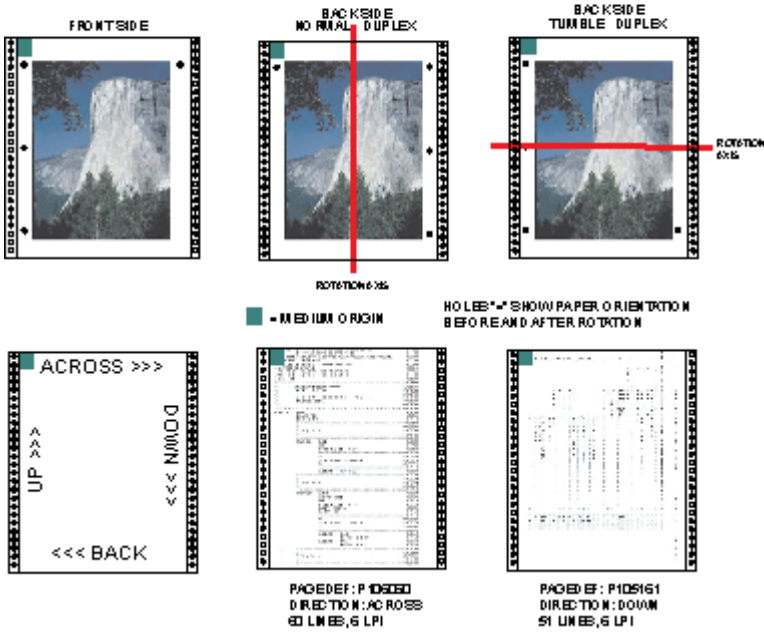 FRONTSIDE
BACKSIDE
NORMAL DUPLEX
BACKSIDE
TUMBLE DUPLEX
ROTATION
AXIS
ROTATION AXIS
= MEDIUM ORIGIN
HOLES "=" SHOW PAPER ORIENTATION
BEFORE AND AFTER ROTATION
ACROSS >>>
DOWN >>>
<<< BACK
UP >>>
PAGEDEF: P106060
DIRECTION: ACROSS
60 LINES, 6 LPI
PAGEDEF: P105161
DIRECTION: DOWN
51 LINES, 6 LPI